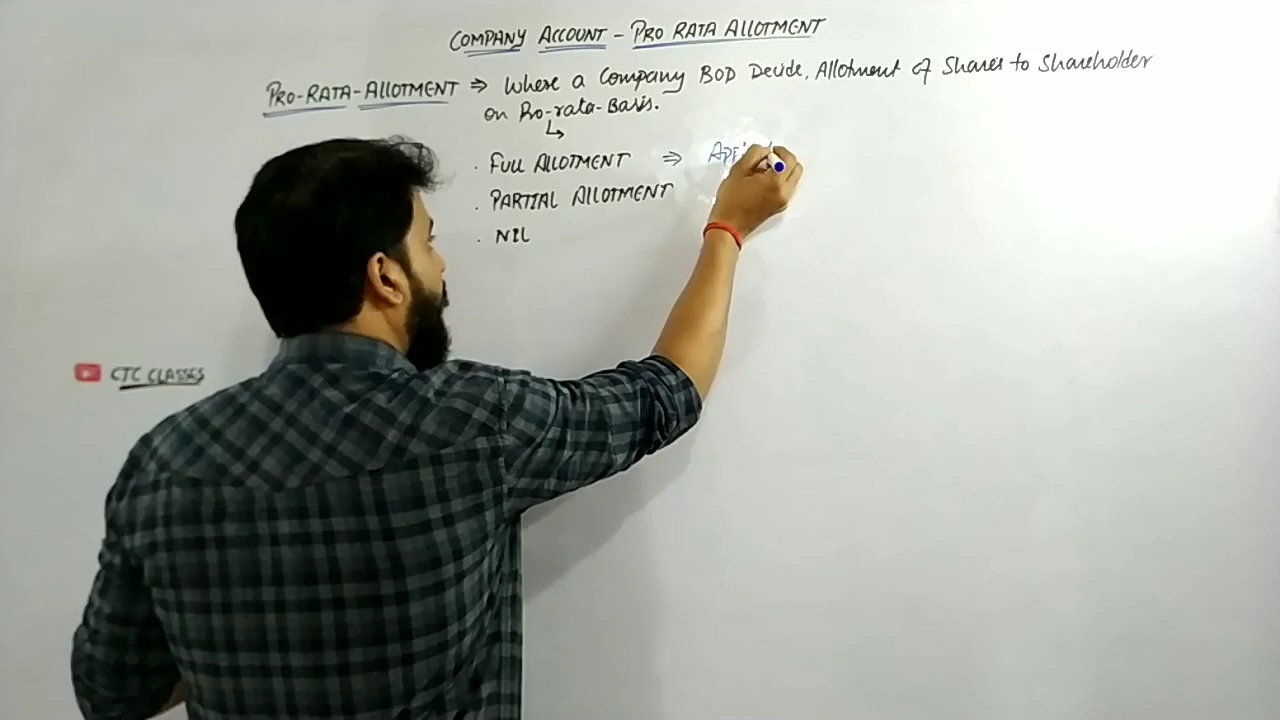 COMPANY ACCOUNT - PRO RATA ALLOTMENT
PRO-RATA-ALLOTMENT ⇒ Where a Company BOD Decide, Allotment of Shares to Shareholder
on Pro-rata-Basis.
↳
. FULL ALLOTMENT ⇒
. PARTIAL ALLOTMENT
. NIL
CTC CLASSES